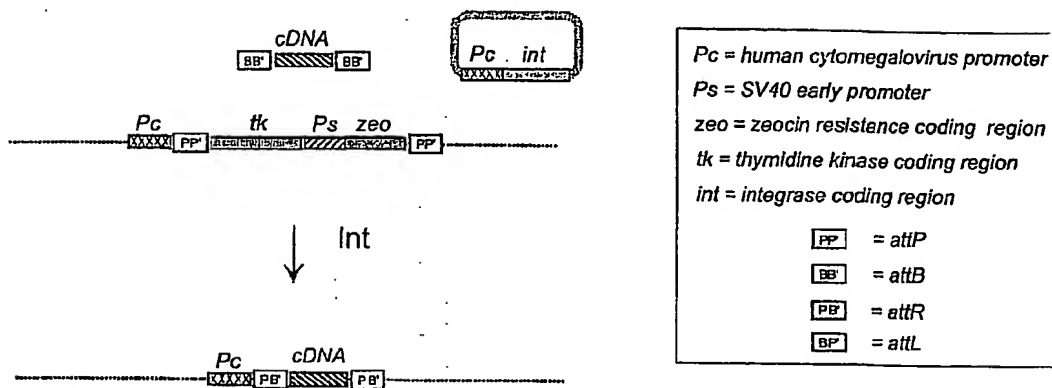 cDNA
BB' BB'
Pc . int
Pc tk Ps zeo
PP' PP'
Int
Pc cDNA
PB' PB'
Pc = human cytomegalovirus promoter
Ps = SV40 early promoter
zeo = zeocin resistence coding region
tk = thymidine kinase coding region
int = integrase coding region
PP' = attP
BB' = attB
PB' = attR
BP' = attL